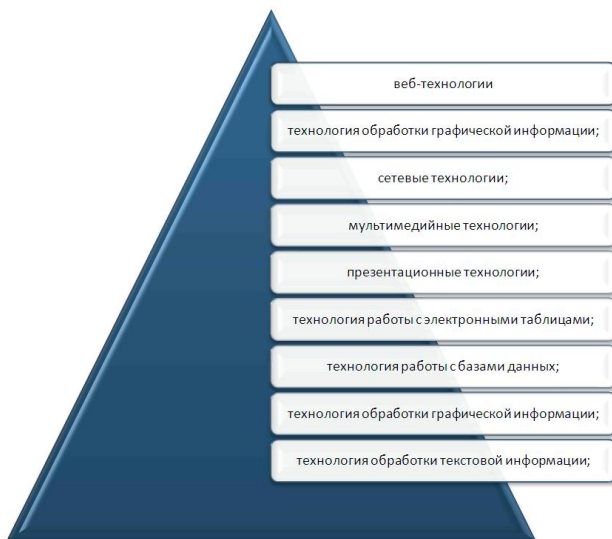 веб-технологии
технология обработки графической информации;
сетевые технологии;
мультимедийные технологии;
презентационные технологии;
технология работы с электронными таблицами;
технология работы с базами данных;
технология обработки графической информации;
технология обработки текстовой информации;